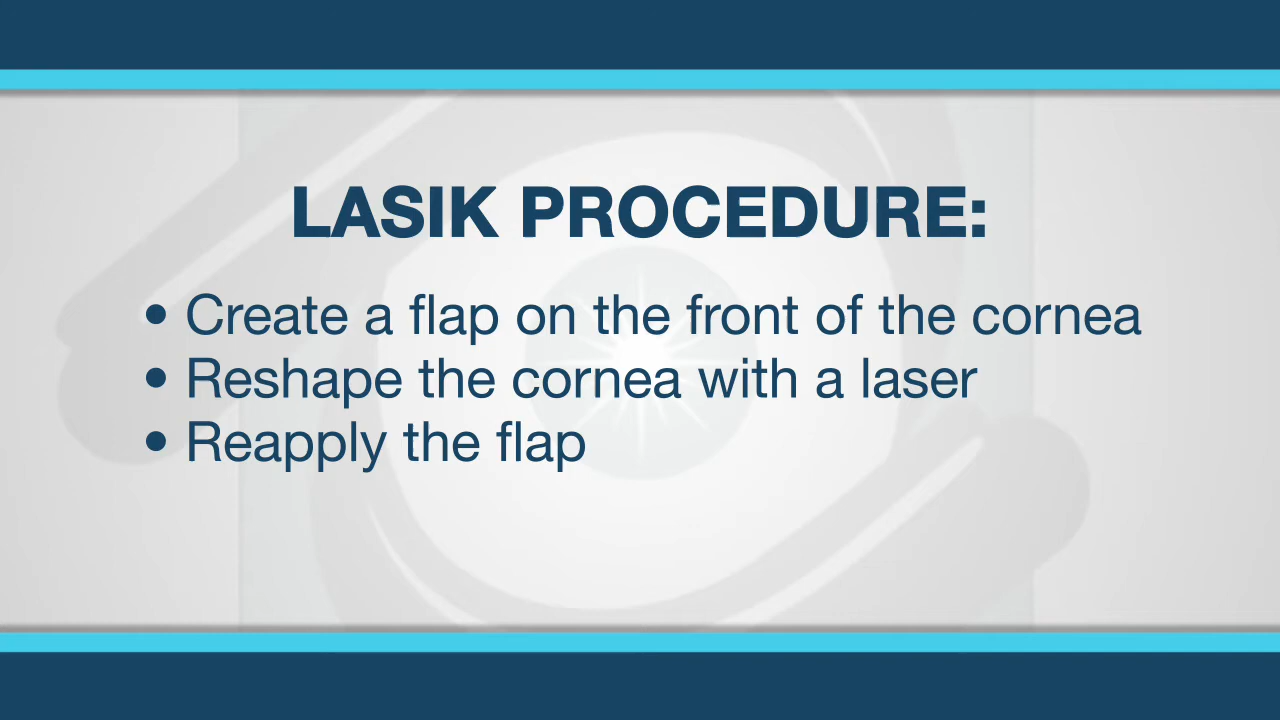 LASIK PROCEDURE:
• Create a flap on the front of the cornea
• Reshape the cornea with a laser
• Reapply the flap